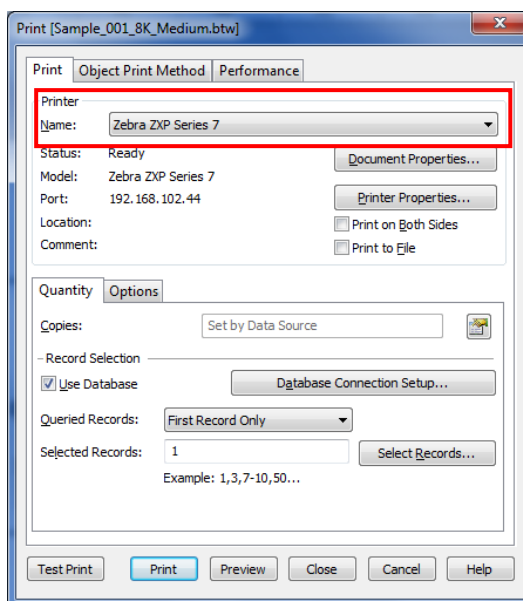 Print [Sample_001_8K_Medium.btw]
Print Object Print Method Performance
Printer
Name: Zebra ZXP Series 7
Status: Ready Document Properties...
Model: Zebra ZXP Series 7
Port: 192.168.102.44 Printer Properties...
Location: Print on Both Sides
Comment: Print to File
Quantity Options
Copies: Set by Data Source
Record Selection
Use Database Database Connection Setup...
Queried Records: First Record Only
Selected Records: 1 Select Records...
Example: 1,3,7-10,50...
Test Print Print Preview Close Cancel Help